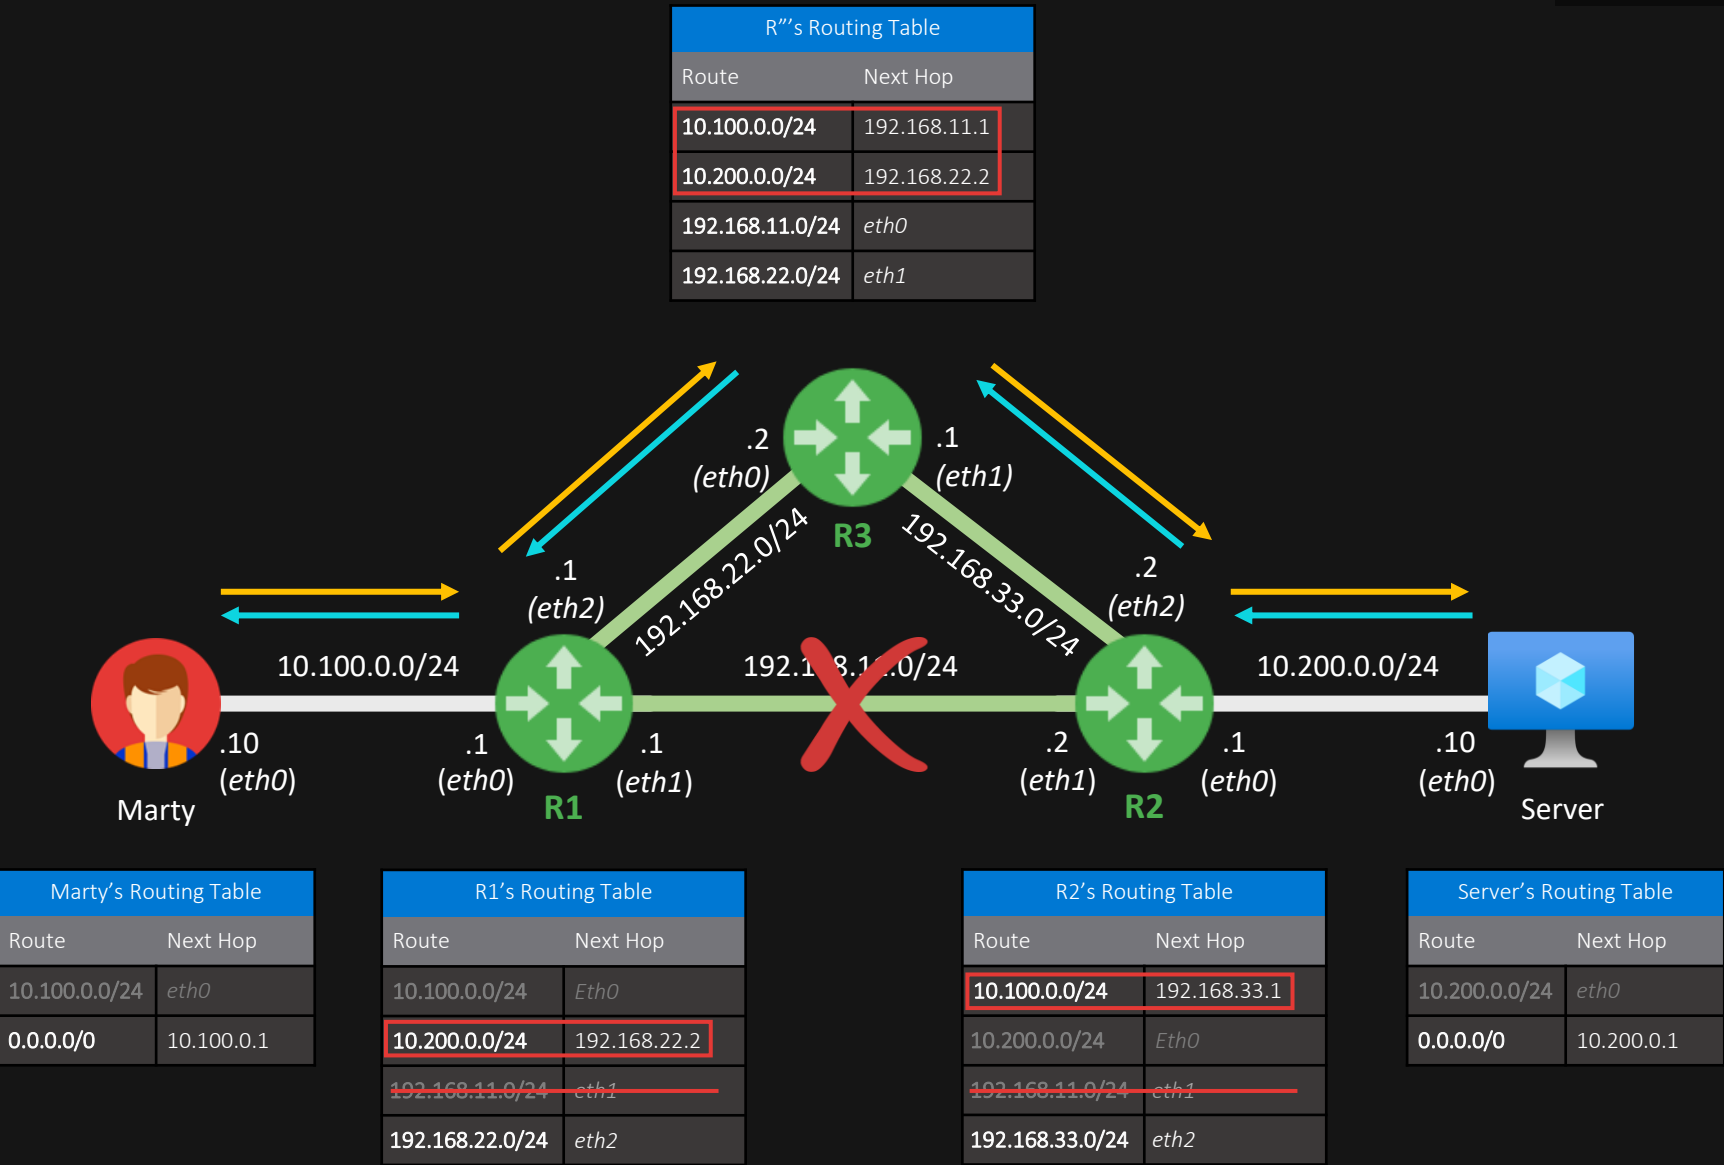 R”’s Routing Table
Route Next Hop
10.100.0.0/24 192.168.11.1
10.200.0.0/24 192.168.22.2
192.168.11.0/24 eth0
192.168.22.0/24 eth1
.2
(eth0)
.1
(eth1)
R3
192.168.22.0/24
192.168.33.0/24
.1
(eth2)
.2
(eth2)
10.100.0.0/24
10.200.0.0/24
.10
(eth0)
.1
(eth0)
.1
(eth1)
.2
(eth1)
.1
(eth0)
.10
(eth0)
Marty
R1
R2
Server
Marty’s Routing Table
Route Next Hop
10.100.0.0/24 eth0
0.0.0.0/0 10.100.0.1
R1’s Routing Table
Route Next Hop
10.100.0.0/24 Eth0
10.200.0.0/24 192.168.22.2
192.168.11.0/24 eth1
192.168.22.0/24 eth2
R2’s Routing Table
Route Next Hop
10.100.0.0/24 192.168.33.1
10.200.0.0/24 Eth0
192.168.11.0/24 eth1
192.168.33.0/24 eth2
Server’s Routing Table
Route Next Hop
10.200.0.0/24 eth0
0.0.0.0/0 10.200.0.1